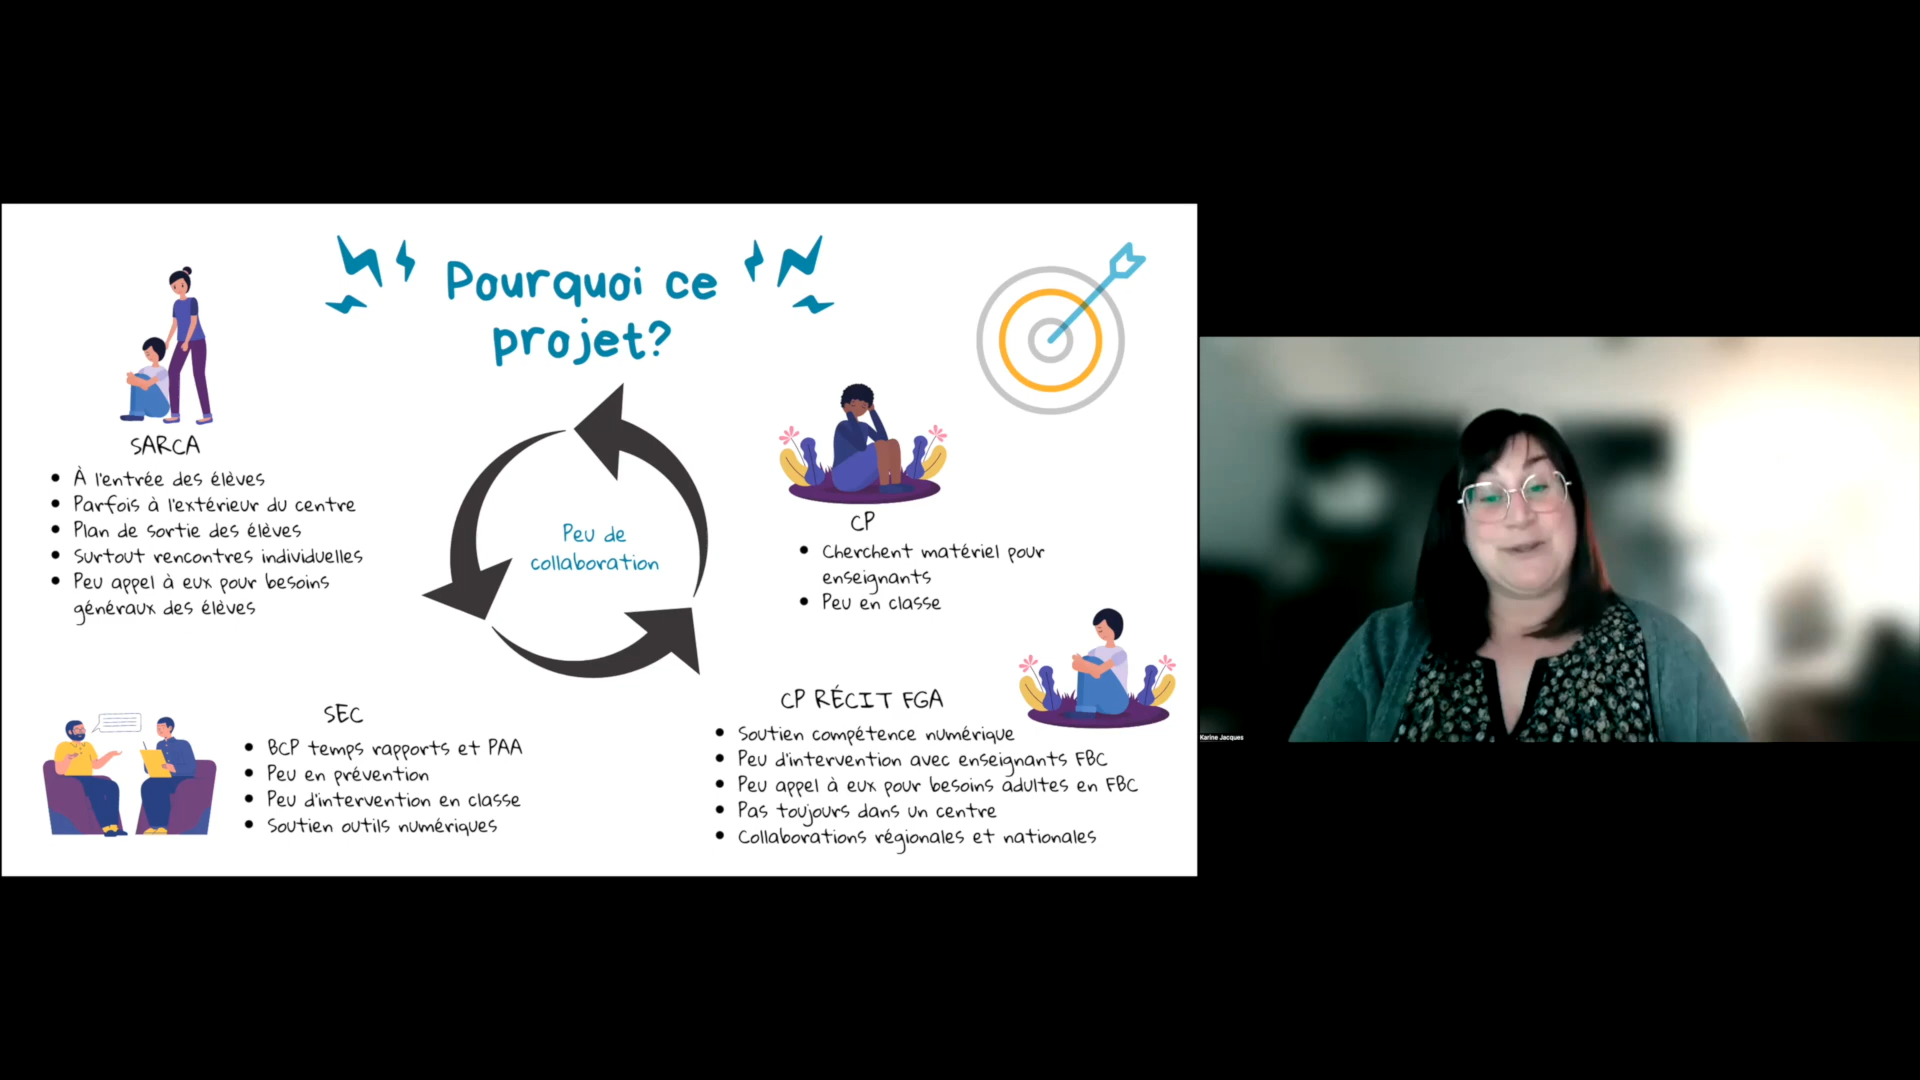 Pourquoi ce
projet?
SARCA
À l'entrée des élèves
Parfois à l'extérieur du centre
Plan de sortie des élèves
Surtout rencontres individuelles
Peu appel à eux pour besoins
généraux des élèves
Peu de
collaboration
CP
Cherchent matériel pour
enseignants
Peu en classe
SEC
BCP temps rapports et PAA
Peu en prévention
Peu d'intervention en classe
Soutien outils numériques
CP RÉCIT FGA
Soutien compétence numérique
Peu d'intervention avec enseignants FBC
Peu appel à eux pour besoins adultes en FBC
Pas toujours dans un centre
Collaborations régionales et nationales
Karine Jacques